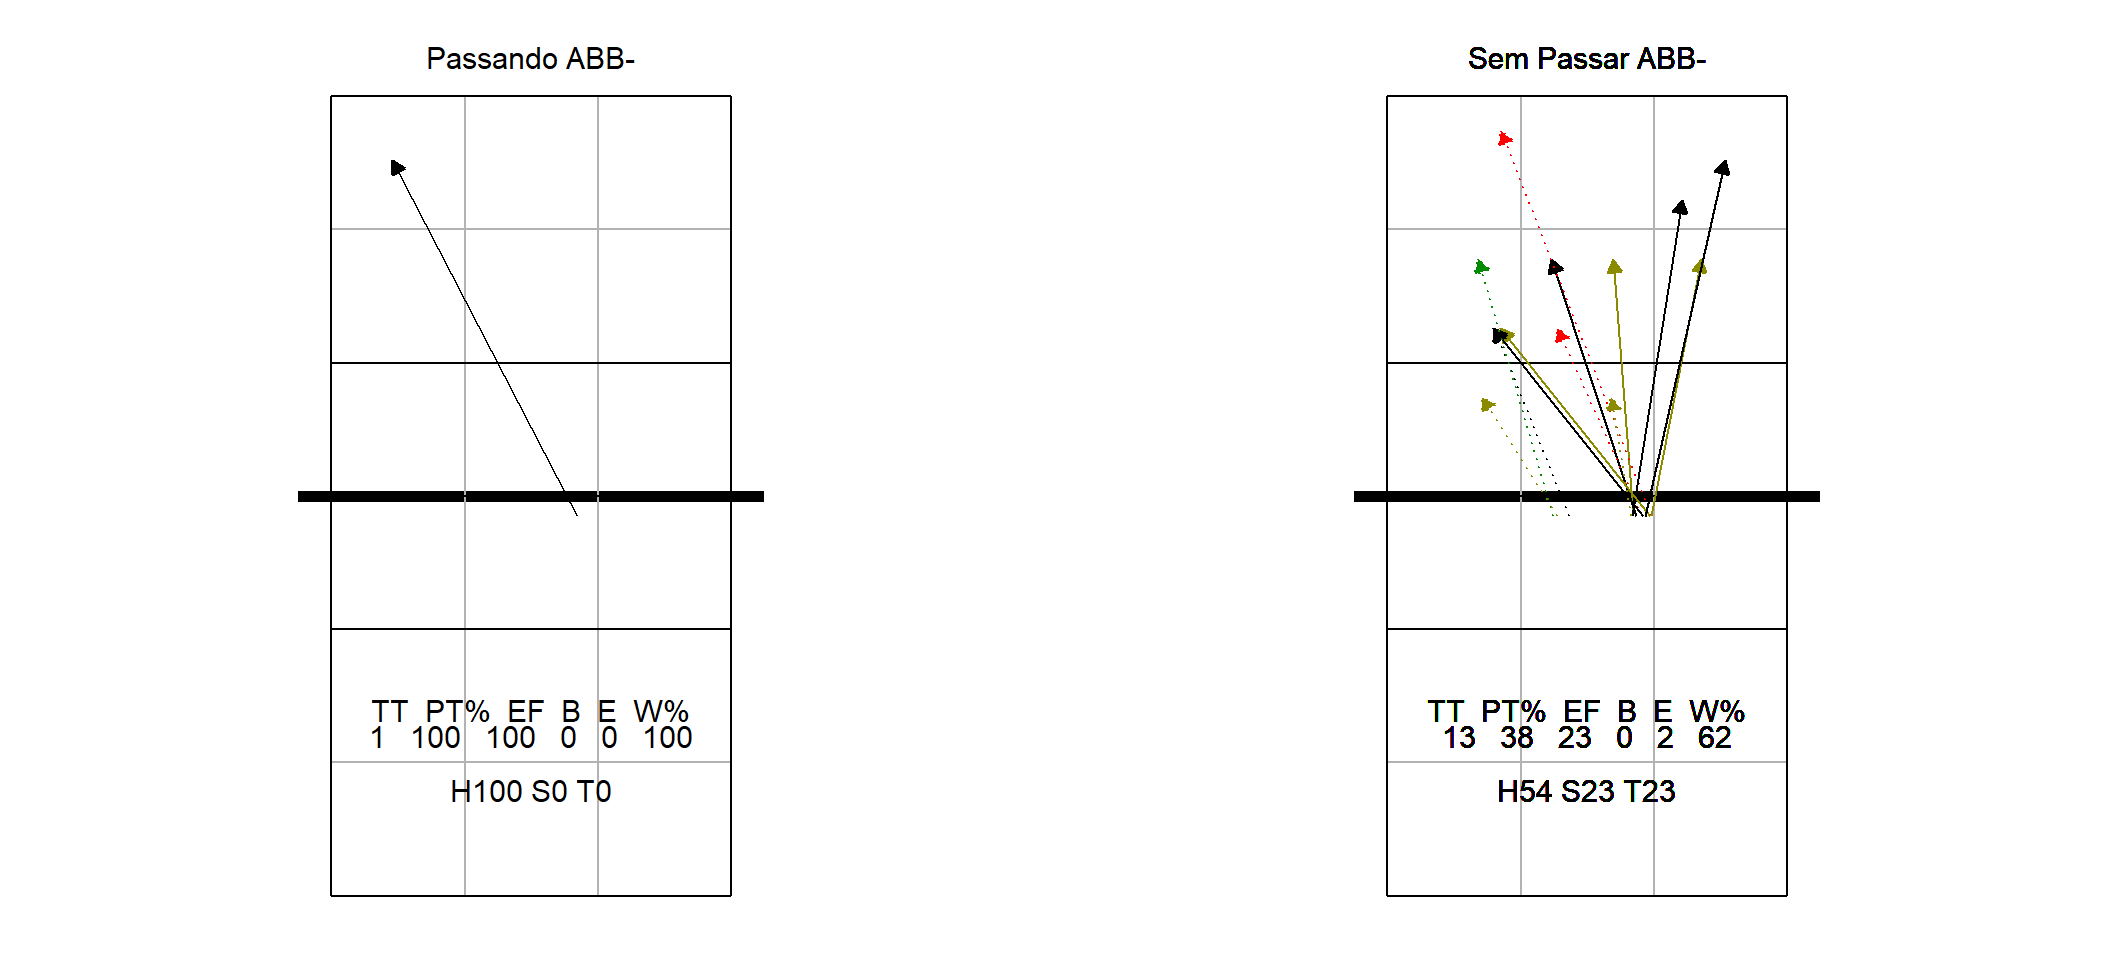 Passando ABB-
TT PT% EF B E W%
1 100 100 0 0 100
H100 S0 T0
Sem Passar ABB-
TT PT% EF B E W%
13 38 23 0 2 62
H54 S23 T23